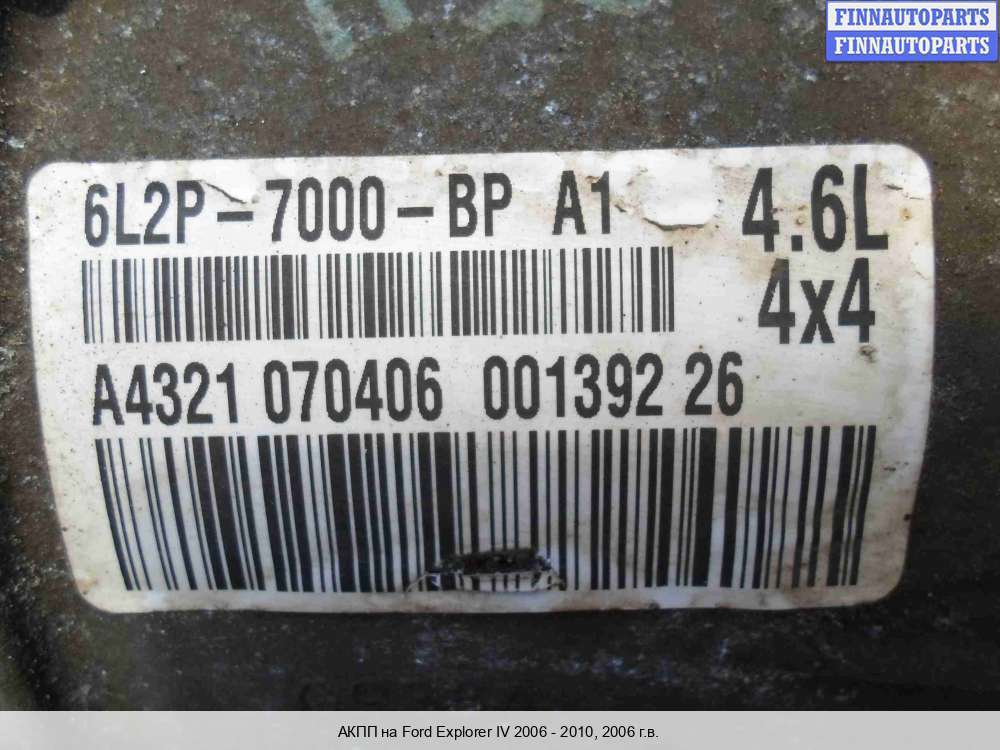 FINNAUTOPARTS
FINNAUTOPARTS
6L2P-7000-BP A1 4.6L
4x4
A4321 070406 001392 26
АКПП на Ford Explorer IV 2006 - 2010, 2006 г.в.